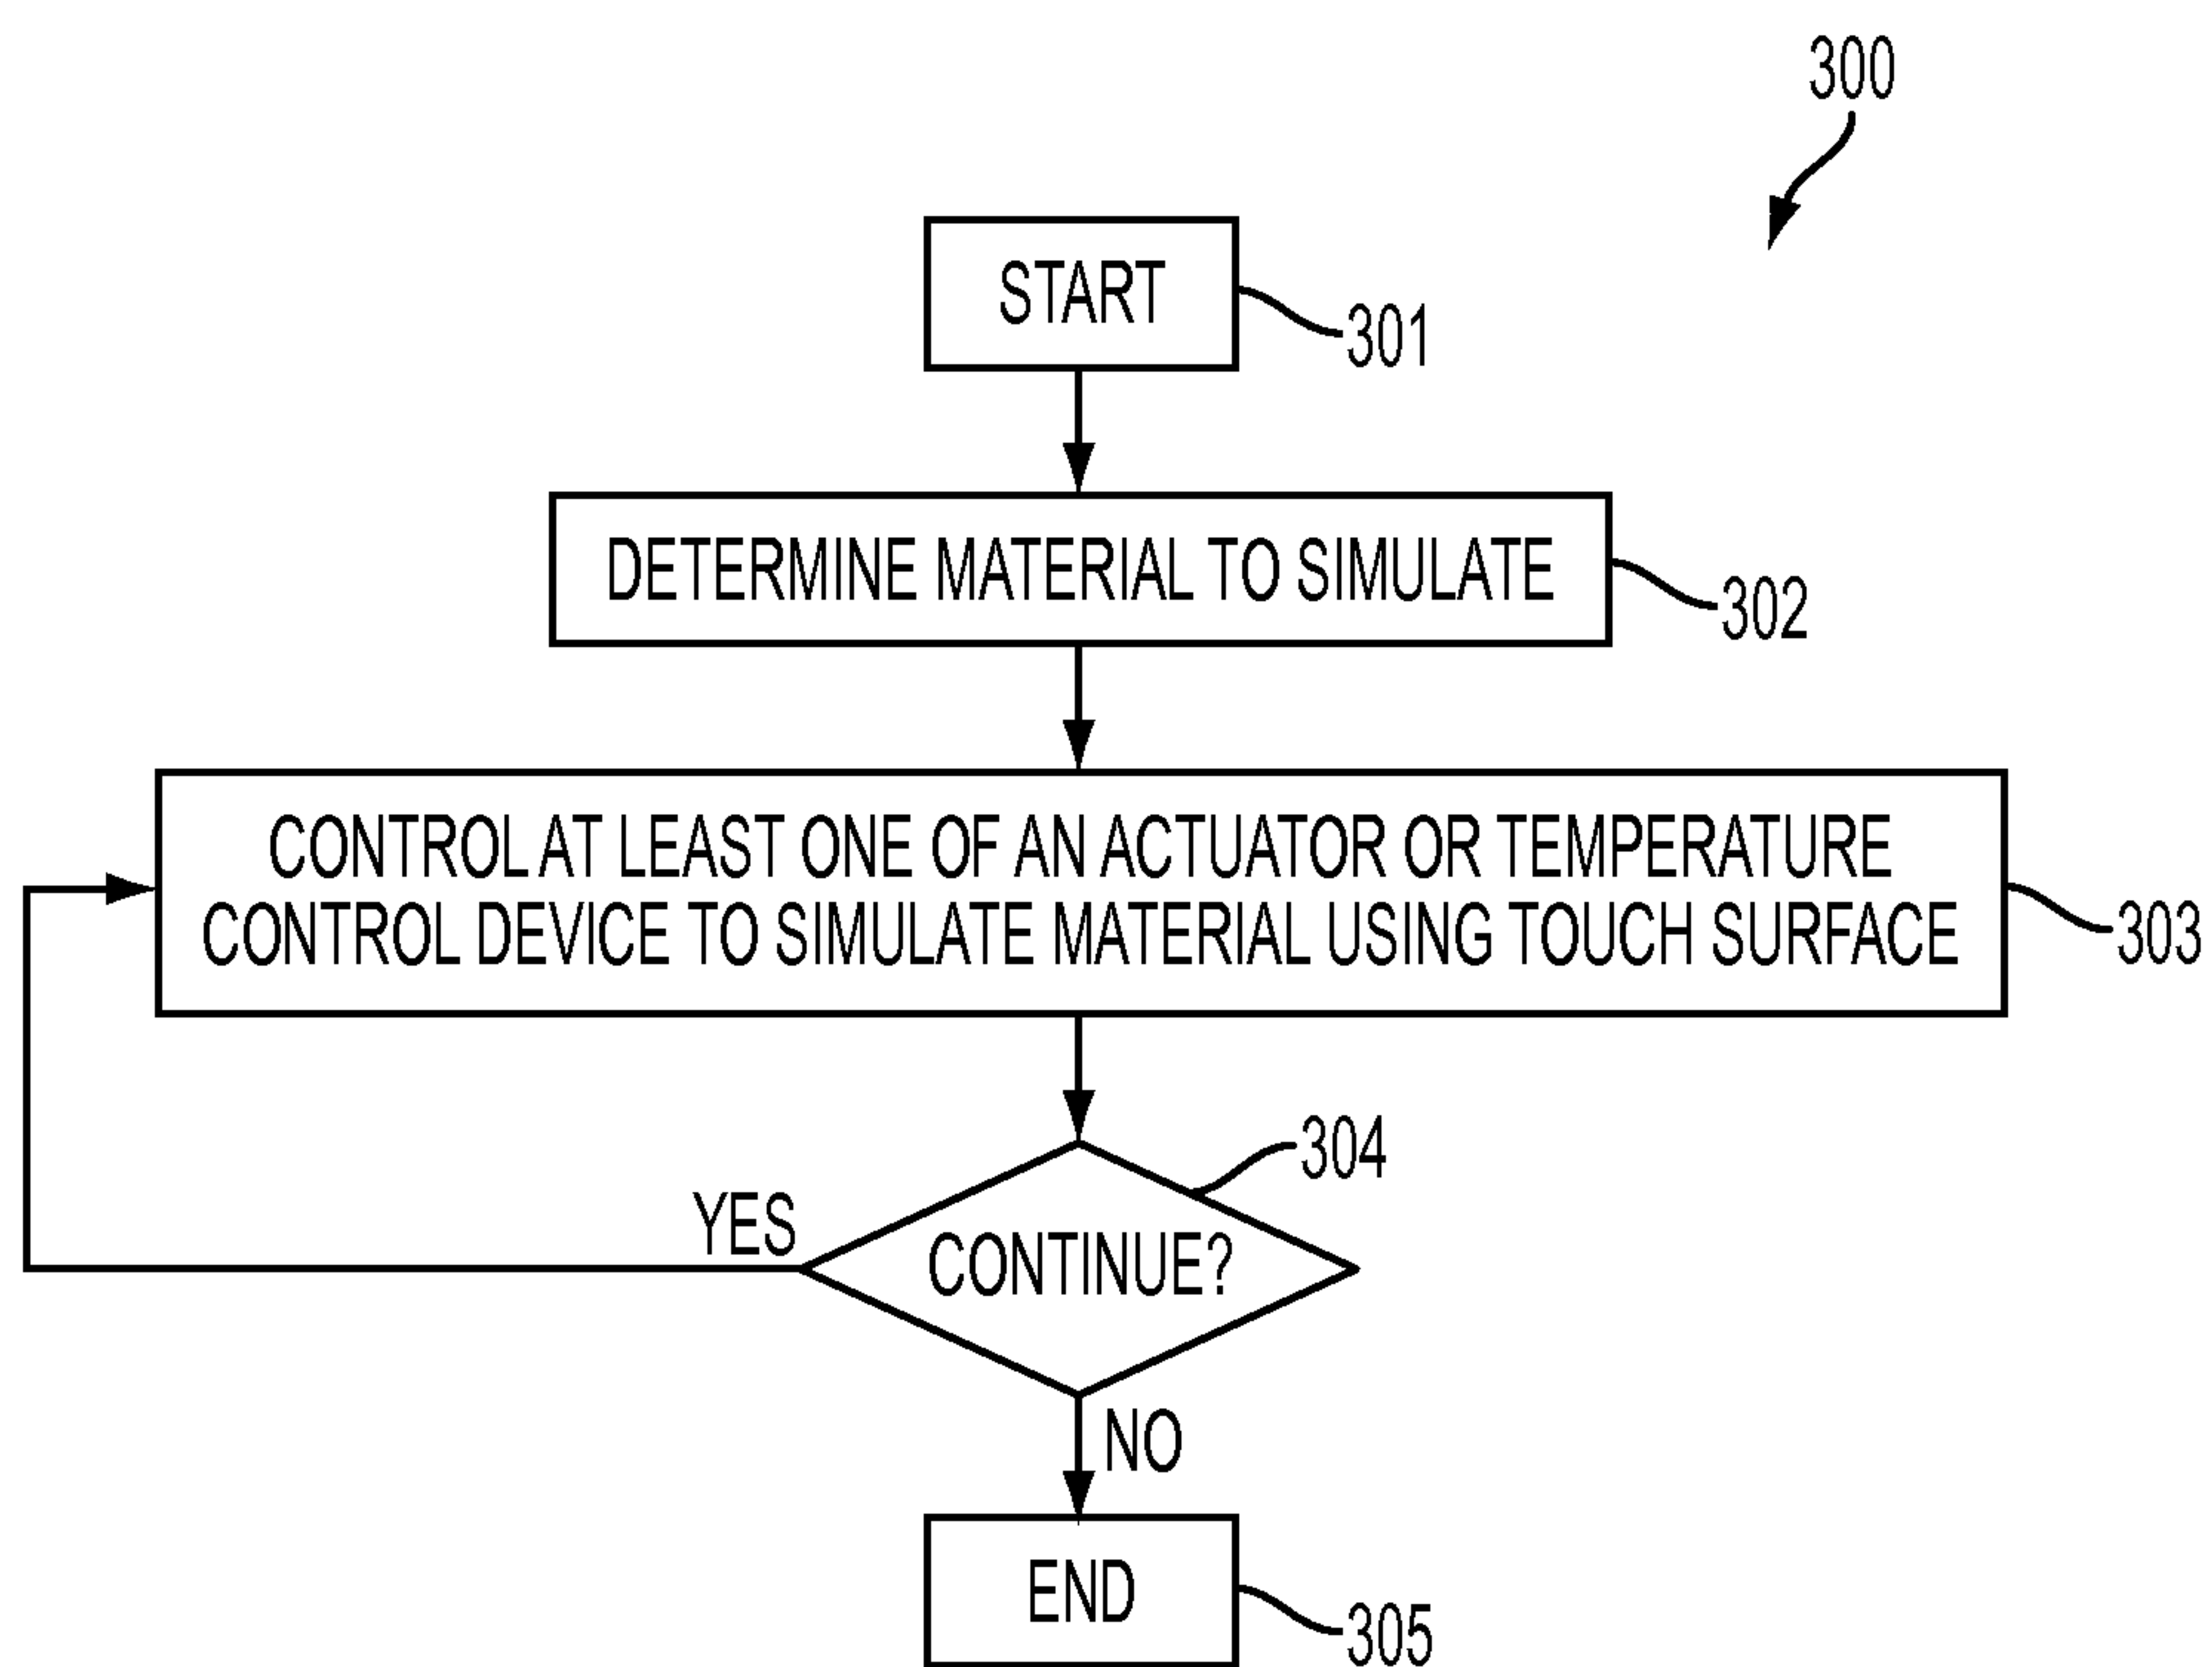 300
START
301
DETERMINE MATERIAL TO SIMULATE
302
CONTROL AT LEAST ONE OF AN ACTUATOR OR TEMPERATURE
CONTROL DEVICE TO SIMULATE MATERIAL USING TOUCH SURFACE
303
304
YES
CONTINUE?
NO
END
305